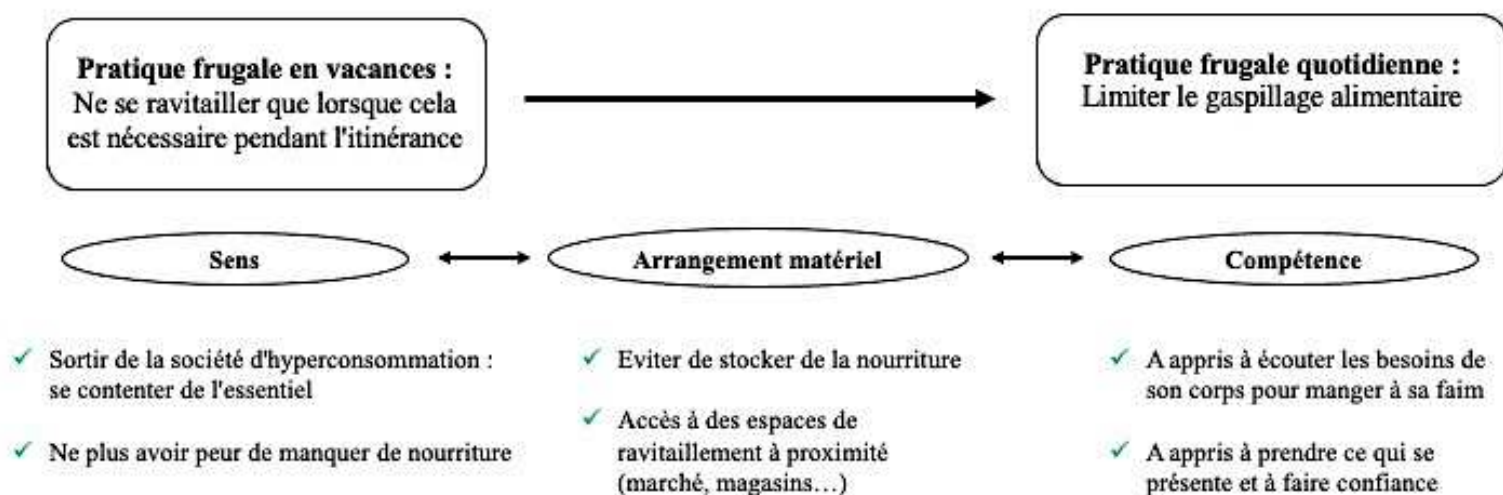 Pratique frugale en vacances :
Ne se ravitailler que lorsque cela
est nécessaire pendant l'itinérance
Pratique frugale quotidienne :
Limiter le gaspillage alimentaire
Sens
Arrangement matériel
Compétence
Sortir de la société d'hyperconsommation :
se contenter de l'essentiel
Ne plus avoir peur de manquer de nourriture
Eviter de stocker de la nourriture
Accès à des espaces de
ravitaillement à proximité
(marché, magasins…)
A appris à écouter les besoins de
son corps pour manger à sa faim
A appris à prendre ce qui se
présente et à faire confiance